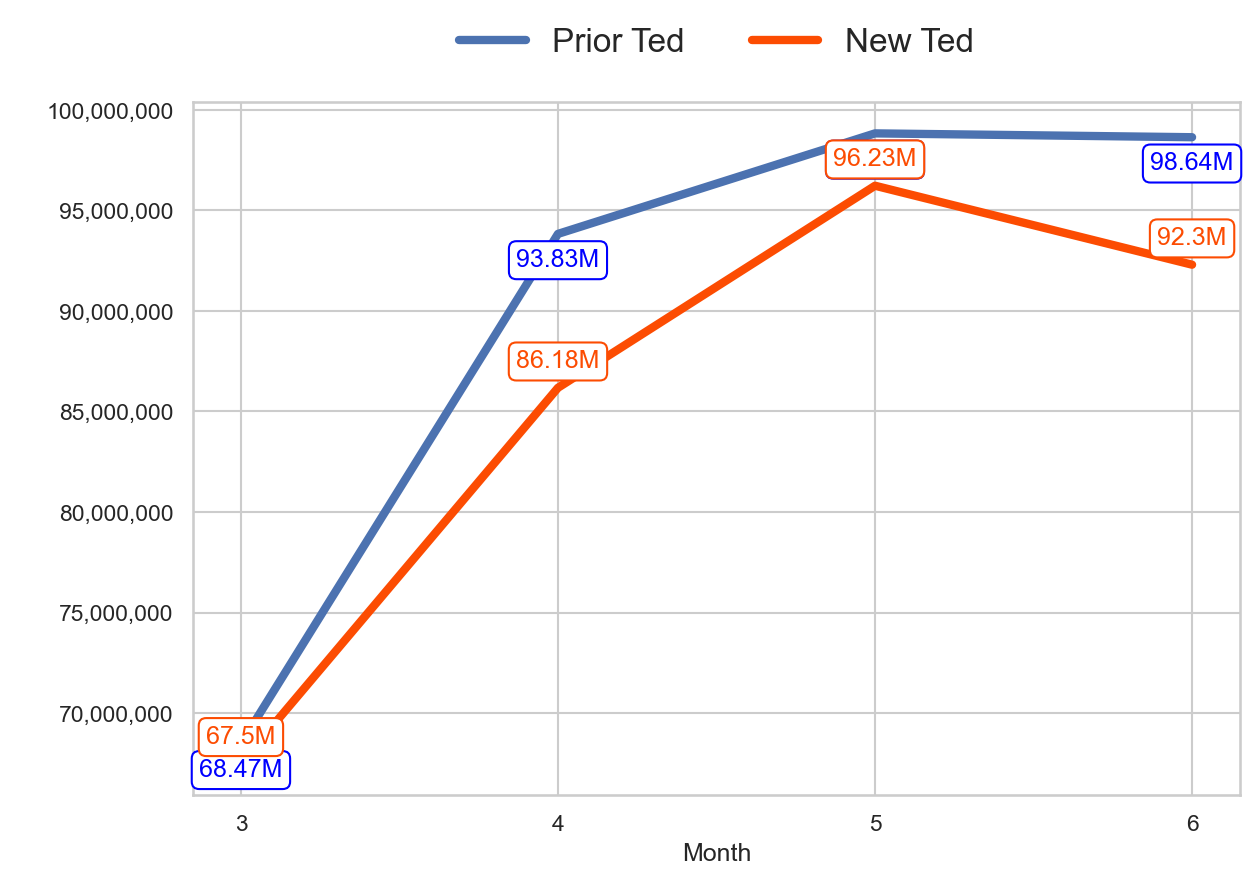 Prior Ted New Ted
100,000,000
95,000,000
90,000,000
85,000,000
80,000,000
75,000,000
70,000,000
96.23M
98.64M
92.3M
93.83M
86.18M
67.5M
68.47M
3 4 5 6
Month